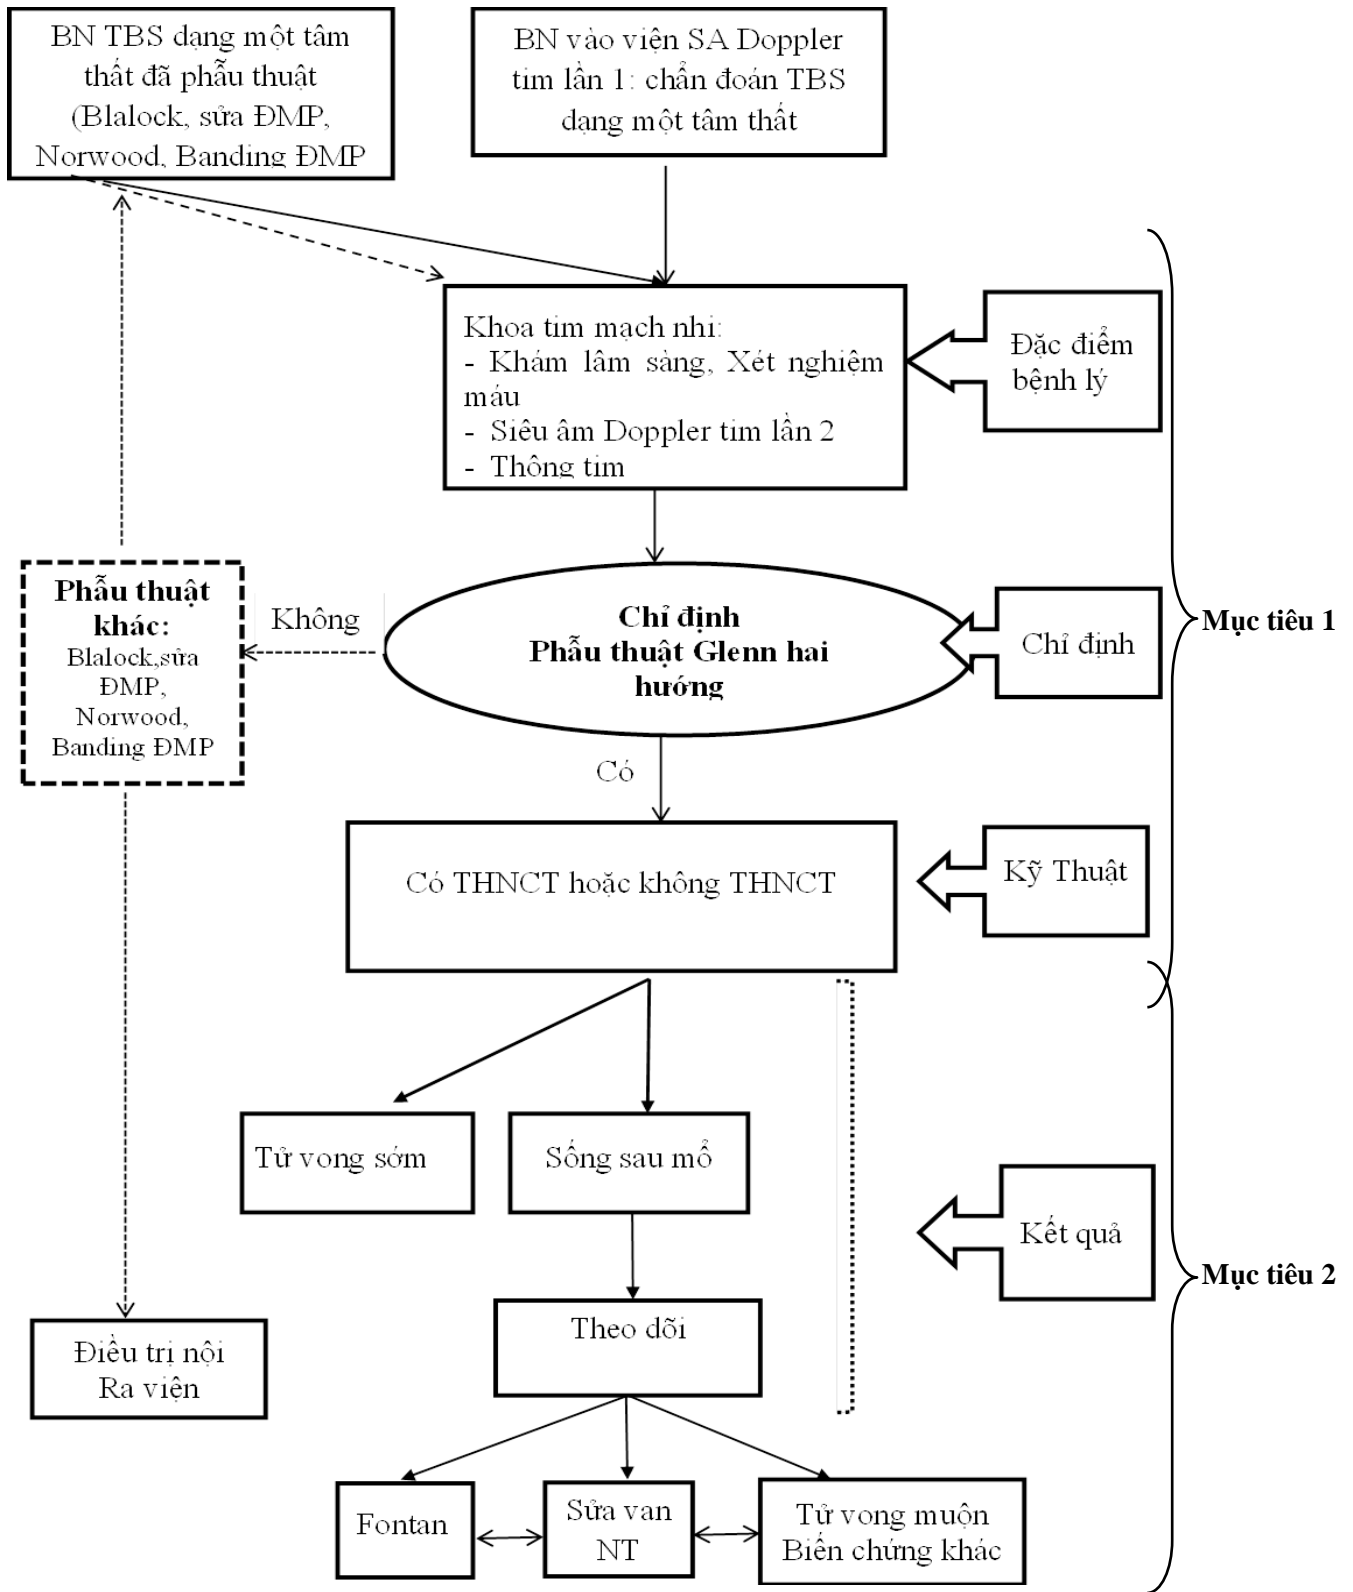 BN TBS dạng một tâm
thất đã phẫu thuật
(Blalock, sửa ĐMP,
Norwood, Banding ĐMP
BN vào viện SA Doppler
tim lần 1: chẩn đoán TBS
dạng một tâm thất
Khoa tim mạch nhi:
- Khám lâm sàng, Xét nghiệm
máu
- Siêu âm Doppler tim lần 2
- Thông tim
Đặc điểm
bệnh lý
Phẫu thuật
khác:
Blalock,sửa
ĐMP,
Norwood,
Banding ĐMP
Không
Chỉ định
Phẫu thuật Glenn hai
hướng
Chỉ định
Mục tiêu 1
Có
Có THNCT hoặc không THNCT
Kỹ Thuật
Tử vong sớm
Sống sau mổ
Kết quả
Mục tiêu 2
Theo dõi
Điều trị nội
Ra viện
Fontan
Sửa van
NT
Tử vong muộn
Biến chứng khác